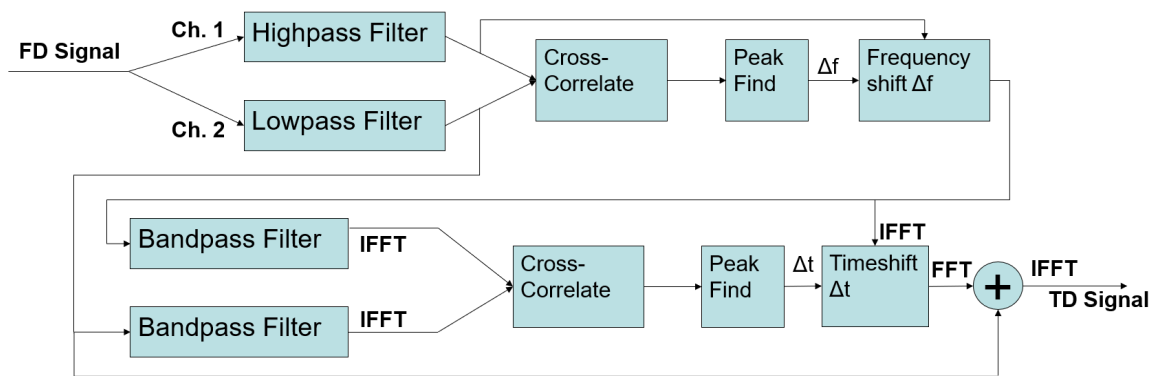 FD Signal
Ch. 1
Highpass Filter
Ch. 2
Lowpass Filter
Cross-
Correlate
Peak
Find
Δf
Frequency
shift Δf
Bandpass Filter
IFFT
Bandpass Filter
IFFT
Cross-
Correlate
Peak
Find
Δt
IFFT
Timeshift
Δt
FFT
+
IFFT
TD Signal